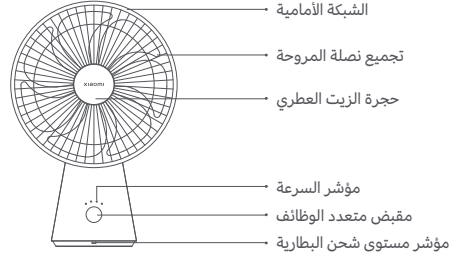 الشبكة الأمامية
تجميع نصلة المروحة
xiaomi
حجرة الزيت العطري
مؤشر السرعة
مقبض متعدد الوظائف
مؤشر مستوى شحن البطارية